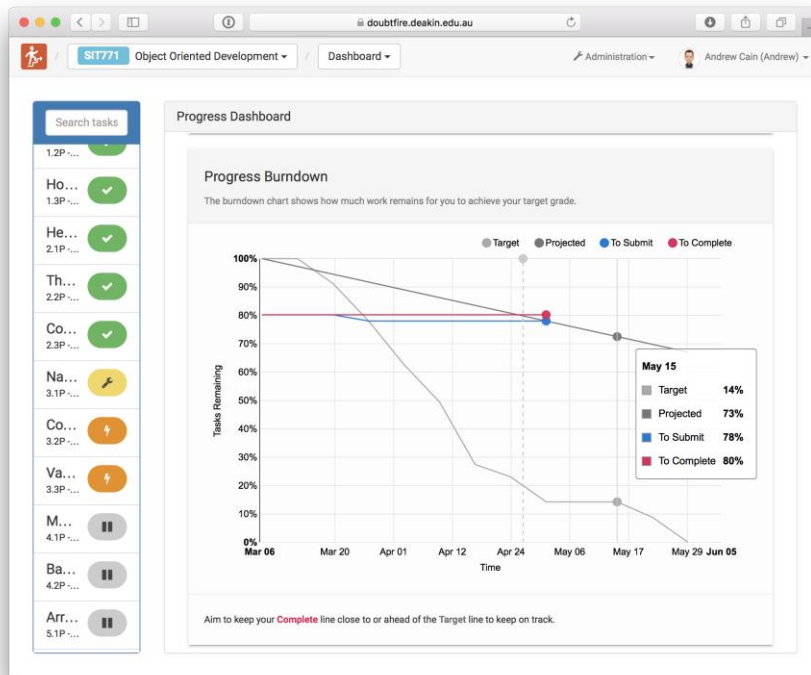 doubtfire.deakin.edu.au
SIT771 Object Oriented Development
Dashboard
Administration
Andrew Cain (Andrew)
Search tasks
1.2P -...
Ho...
1.3P -...
He...
2.1P -...
Th...
2.2P -...
Co...
2.3P -...
Na...
3.1P -...
Co...
3.2P -...
Va...
3.3P -...
M...
4.1P -...
Ba...
4.2P -...
Arr...
5.1P -...
Progress Dashboard
Progress Burndown
The burndown chart shows how much work remains for you to achieve your target grade.
Target Projected To Submit To Complete
100%
90%
80%
70%
60%
50%
40%
30%
20%
10%
0%
Tasks Remaining
Mar 06 Mar 20 Apr 01 Apr 12 Apr 24 May 06 May 17 May 29 Jun 05
Time
May 15
Target 14%
Projected 73%
To Submit 78%
To Complete 80%
Aim to keep your Complete line close to or ahead of the Target line to keep on track.